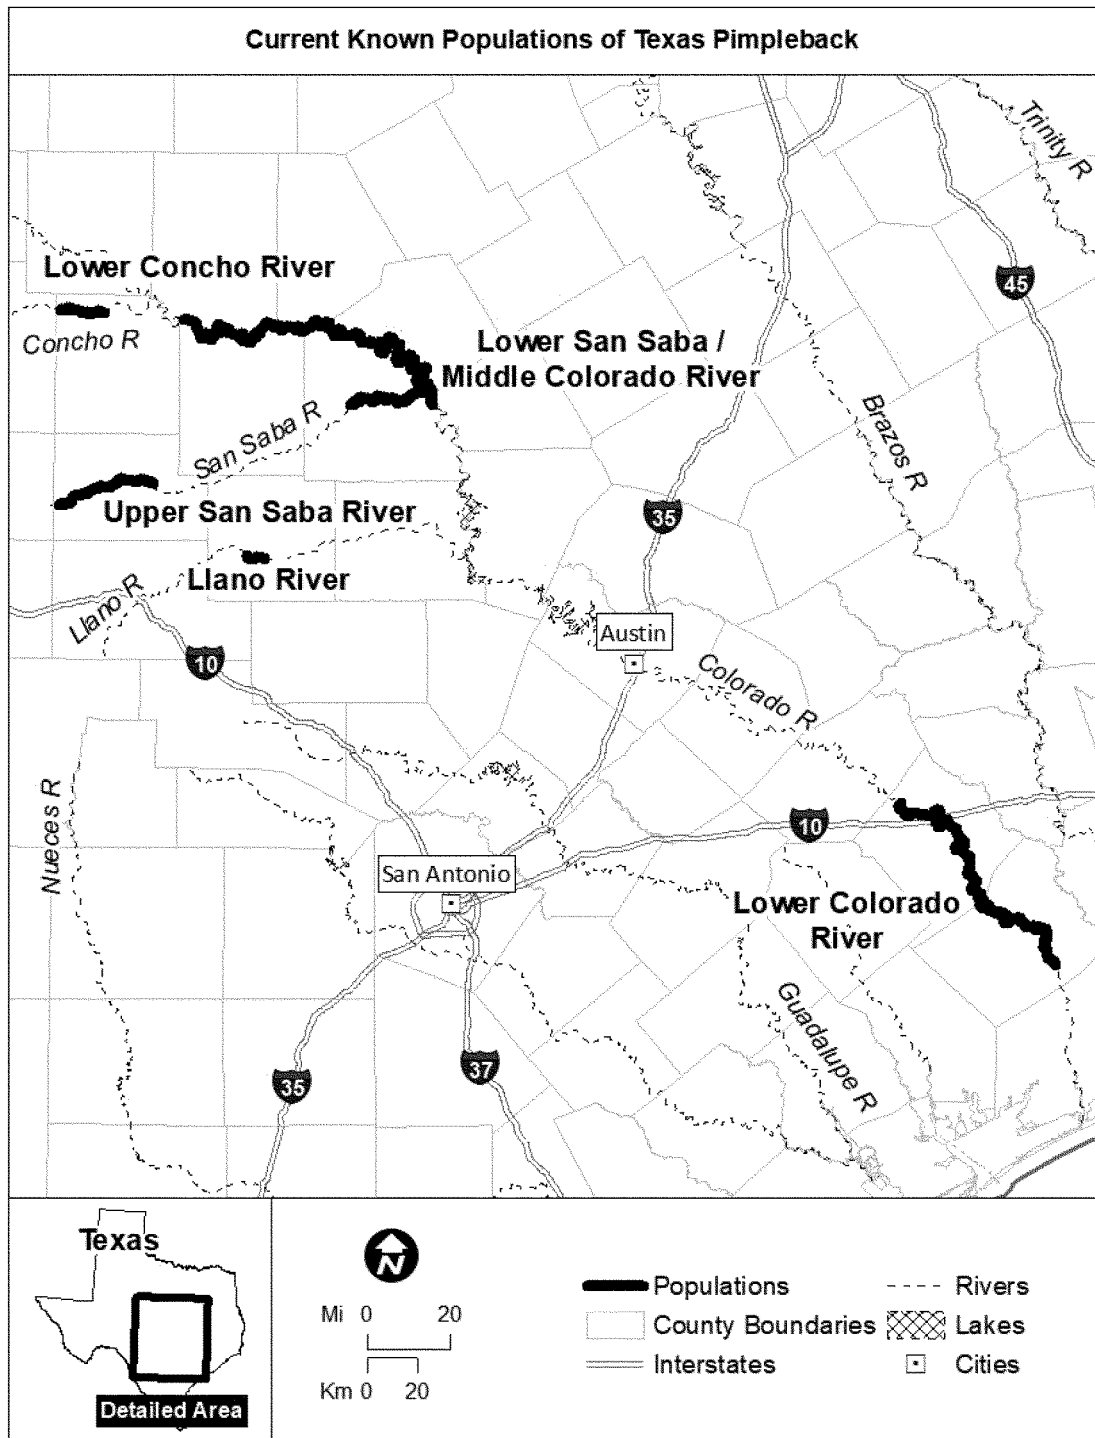 Current Known Populations of Texas Pimpleback
Trinity R
Lower Concho River
45
Concho R
Lower San Saba /
Middle Colorado River
San Saba R
Brazos R
Upper San Saba River
35
Llano River
Llano R
Austin
10
Colorado R
Nueces R
10
San Antonio
Lower Colorado
River
Guadalupe R
35
37
Texas
Detailed Area
N
Mi 0 20
Km 0 20
Populations
County Boundaries
Interstates
Rivers
Lakes
Cities